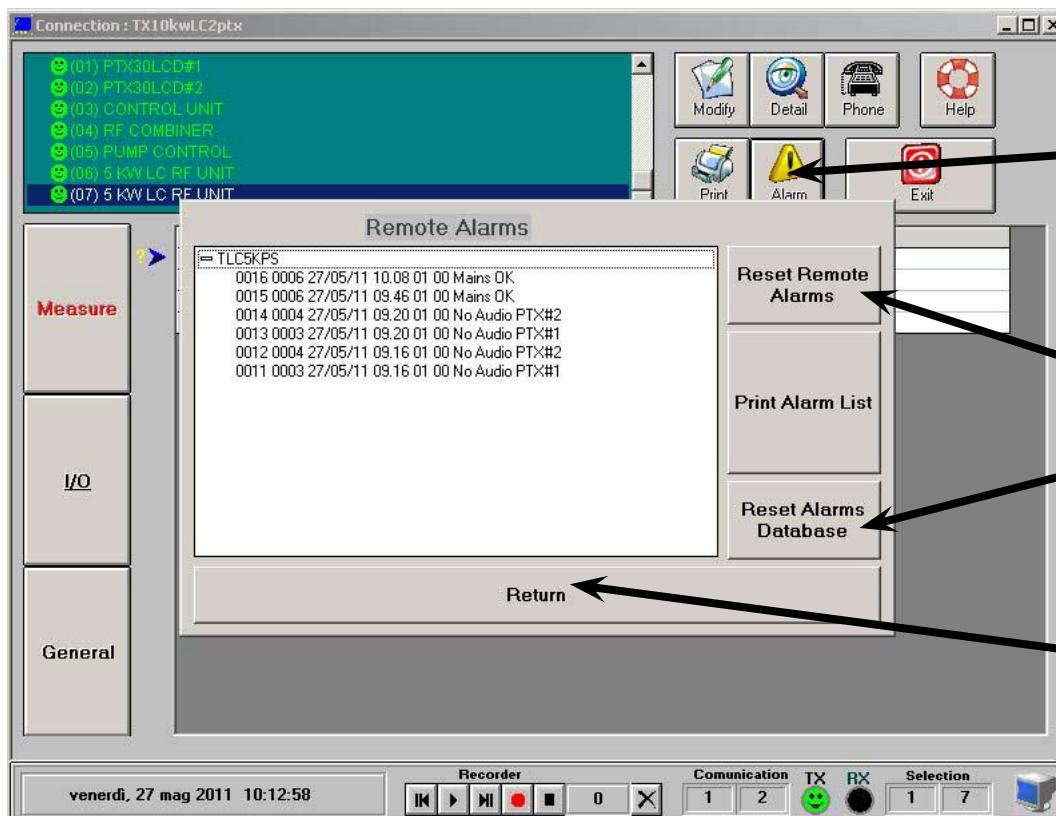 Connection : TX10kwLC2ptx
(01) PTX30LCD#1
(02) PTX30LCD#2
(03) CONTROL UNIT
(04) RF COMBINER
(05) PUMP CONTROL
(06) 5 KW LC RF UNIT
(07) 5 KW LC RF UNIT
Modify
Detail
Phone
Help
Print
Alarm
Exit
Measure
I/O
General
Remote Alarms
TLC5KPS
0016 0006 27/05/11 10.08 01 00 Mains OK
0015 0006 27/05/11 09.46 01 00 Mains OK
0014 0004 27/05/11 09.20 01 00 No Audio PTX#2
0013 0003 27/05/11 09.20 01 00 No Audio PTX#1
0012 0004 27/05/11 09.16 01 00 No Audio PTX#2
0011 0003 27/05/11 09.16 01 00 No Audio PTX#1
Reset Remote
Alarms
Print Alarm List
Reset Alarms
Database
Return
venerdì, 27 mag 2011 10:12:58
Recorder
0
Comunication
1 2
TX
RX
Selection
1 7